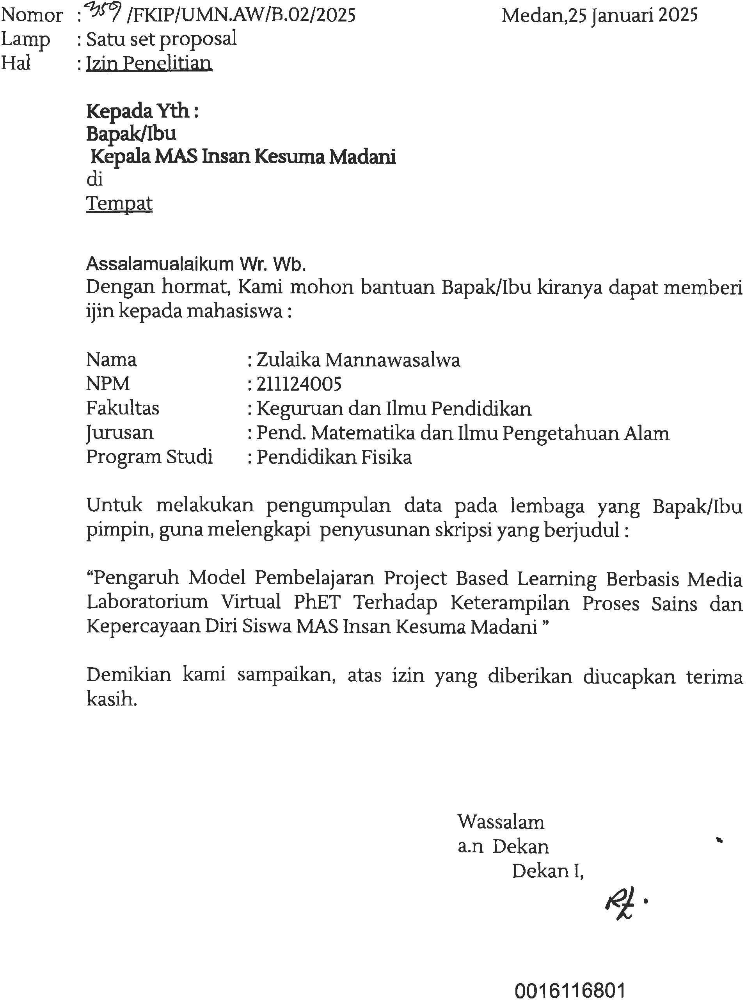 Nomor : 359/FKIP/UMN.AW/B.02/2025 Medan,25 Januari 2025
Lamp : Satu set proposal
Hal : Izin Penelitian
Kepada Yth :
Bapak/Ibu
Kepala MAS Insan Kesuma Madani
di
Tempat
Assalamualaikum Wr. Wb.
Dengan hormat, Kami mohon bantuan Bapak/Ibu kiranya dapat memberi
ijin kepada mahasiswa :
Nama : Zulaika Mannawasalwa
NPM : 211124005
Fakultas : Keguruan dan Ilmu Pendidikan
Jurusan : Pend. Matematika dan Ilmu Pengetahuan Alam
Program Studi : Pendidikan Fisika
Untuk melakukan pengumpulan data pada lembaga yang Bapak/Ibu
pimpin, guna melengkapi penyusunan skripsi yang berjudul :
“Pengaruh Model Pembelajaran Project Based Learning Berbasis Media
Laboratorium Virtual PhET Terhadap Keterampilan Proses Sains dan
Kepercayaan Diri Siswa MAS Insan Kesuma Madani ”
Demikian kami sampaikan, atas izin yang diberikan diucapkan terima
kasih.
Wassalam
a.n Dekan
Dekan I,
0016116801